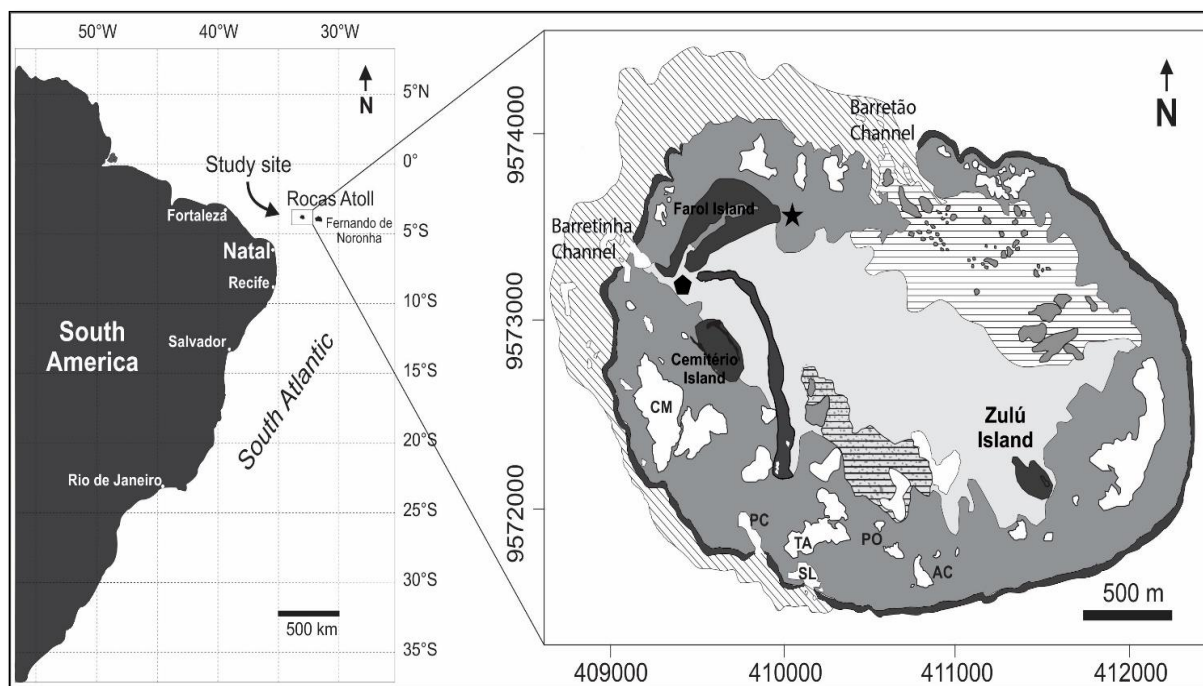 50°W
40°W
30°W
N
5°N
0°
5°S
10°S
15°S
20°S
25°S
30°S
35°S
Study site
Rocas Atoll
Fernando de
Noronha
Fortaleza
Natal
Recife
South
America
Salvador
South Atlantic
Rio de Janeiro
500 km
9574000
9573000
9572000
Barretão
Channel
N
Farol Island
Barretinha
Channel
Cemitério
Island
CM
Zulú
Island
PC
TA
PO
SL
AC
500 m
409000
410000
411000
412000